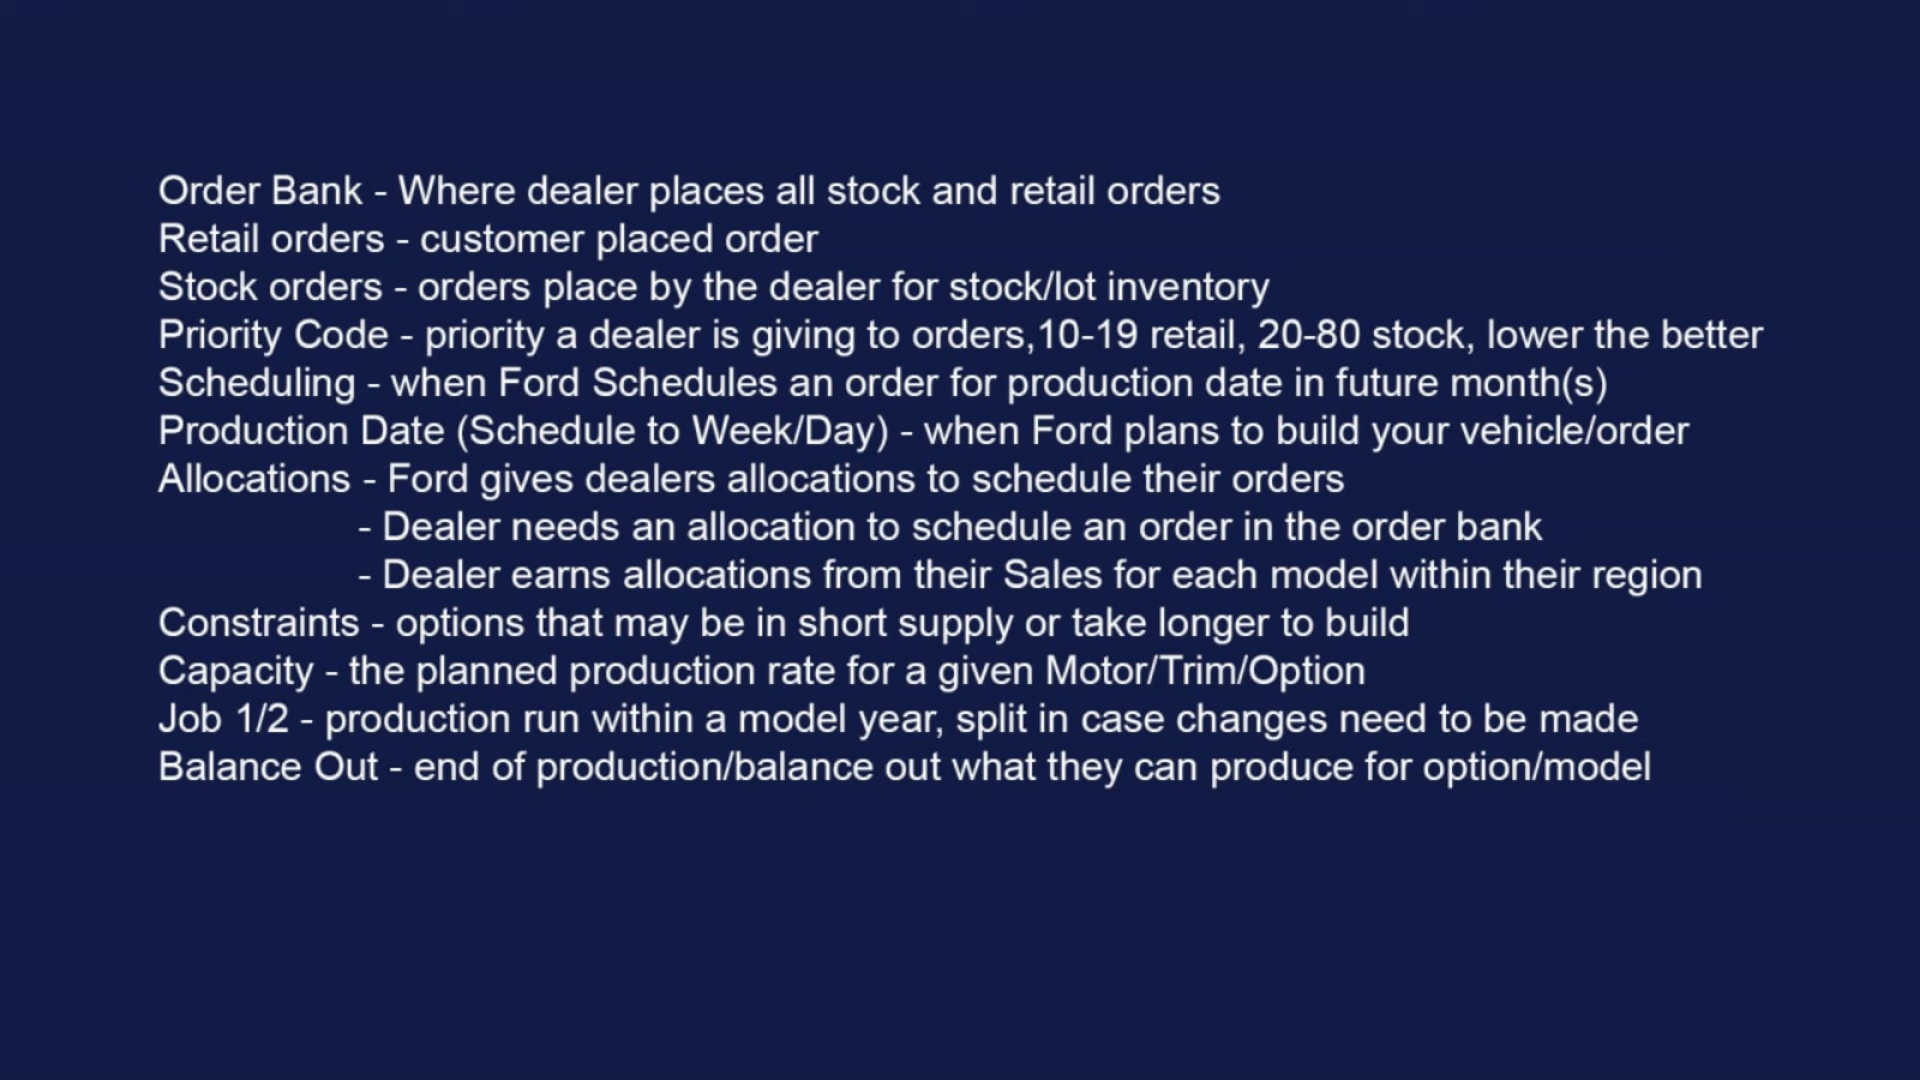 Order Bank - Where dealer places all stock and retail orders
Retail orders - customer placed order
Stock orders - orders place by the dealer for stock/lot inventory
Priority Code - priority a dealer is giving to orders,10-19 retail, 20-80 stock, lower the better
Scheduling - when Ford Schedules an order for production date in future month(s)
Production Date (Schedule to Week/Day) - when Ford plans to build your vehicle/order
Allocations - Ford gives dealers allocations to schedule their orders
- Dealer needs an allocation to schedule an order in the order bank
- Dealer earns allocations from their Sales for each model within their region
Constraints - options that may be in short supply or take longer to build
Capacity - the planned production rate for a given Motor/Trim/Option
Job 1/2 - production run within a model year, split in case changes need to be made
Balance Out - end of production/balance out what they can produce for option/model